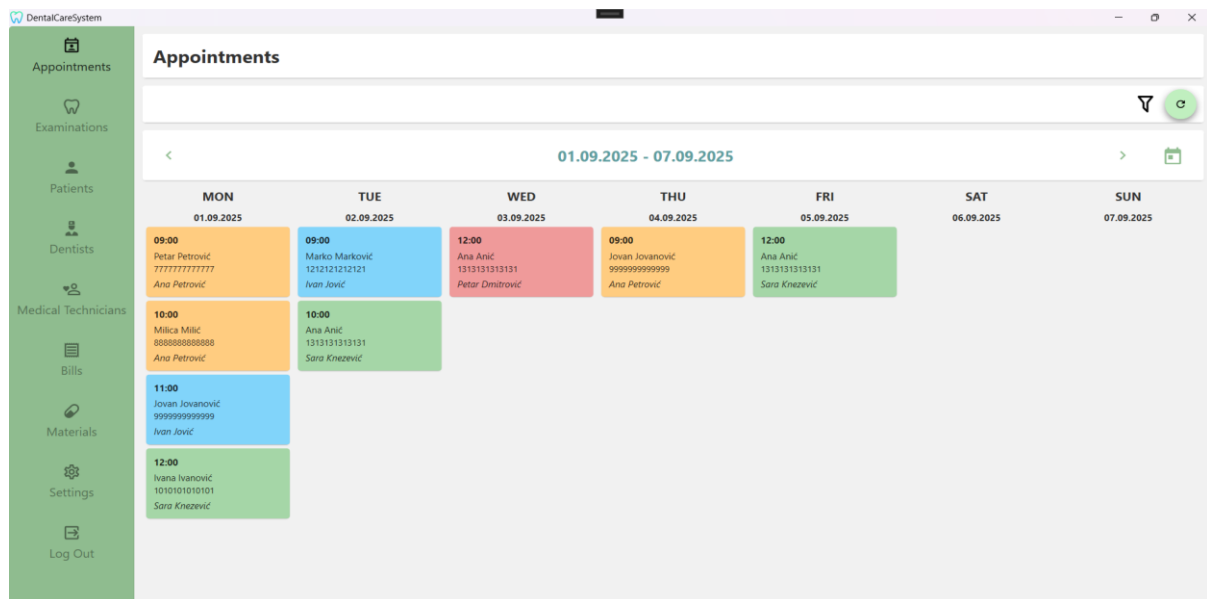 DentalCareSystem
Appointments
Examinations
Patients
Dentists
Medical Technicians
Bills
Materials
Settings
Log Out
Appointments
01.09.2025 - 07.09.2025
MON
01.09.2025
09:00
Petar Petrović
7777777777777
Ana Petrović
10:00
Milica Milić
8888888888888
Ana Petrović
11:00
Jovan Jovanović
9999999999999
Ivan Jović
12:00
Ivana Ivanović
1010101010101
Sara Knezević
TUE
02.09.2025
09:00
Marko Marković
1212121212121
Ivan Jović
10:00
Ana Anić
1313131313131
Sara Knezević
WED
03.09.2025
12:00
Ana Anić
1313131313131
Petar Dmitrović
THU
04.09.2025
09:00
Jovan Jovanović
9999999999999
Ana Petrović
FRI
05.09.2025
12:00
Ana Anić
1313131313131
Sara Knezević
SAT
06.09.2025
SUN
07.09.2025